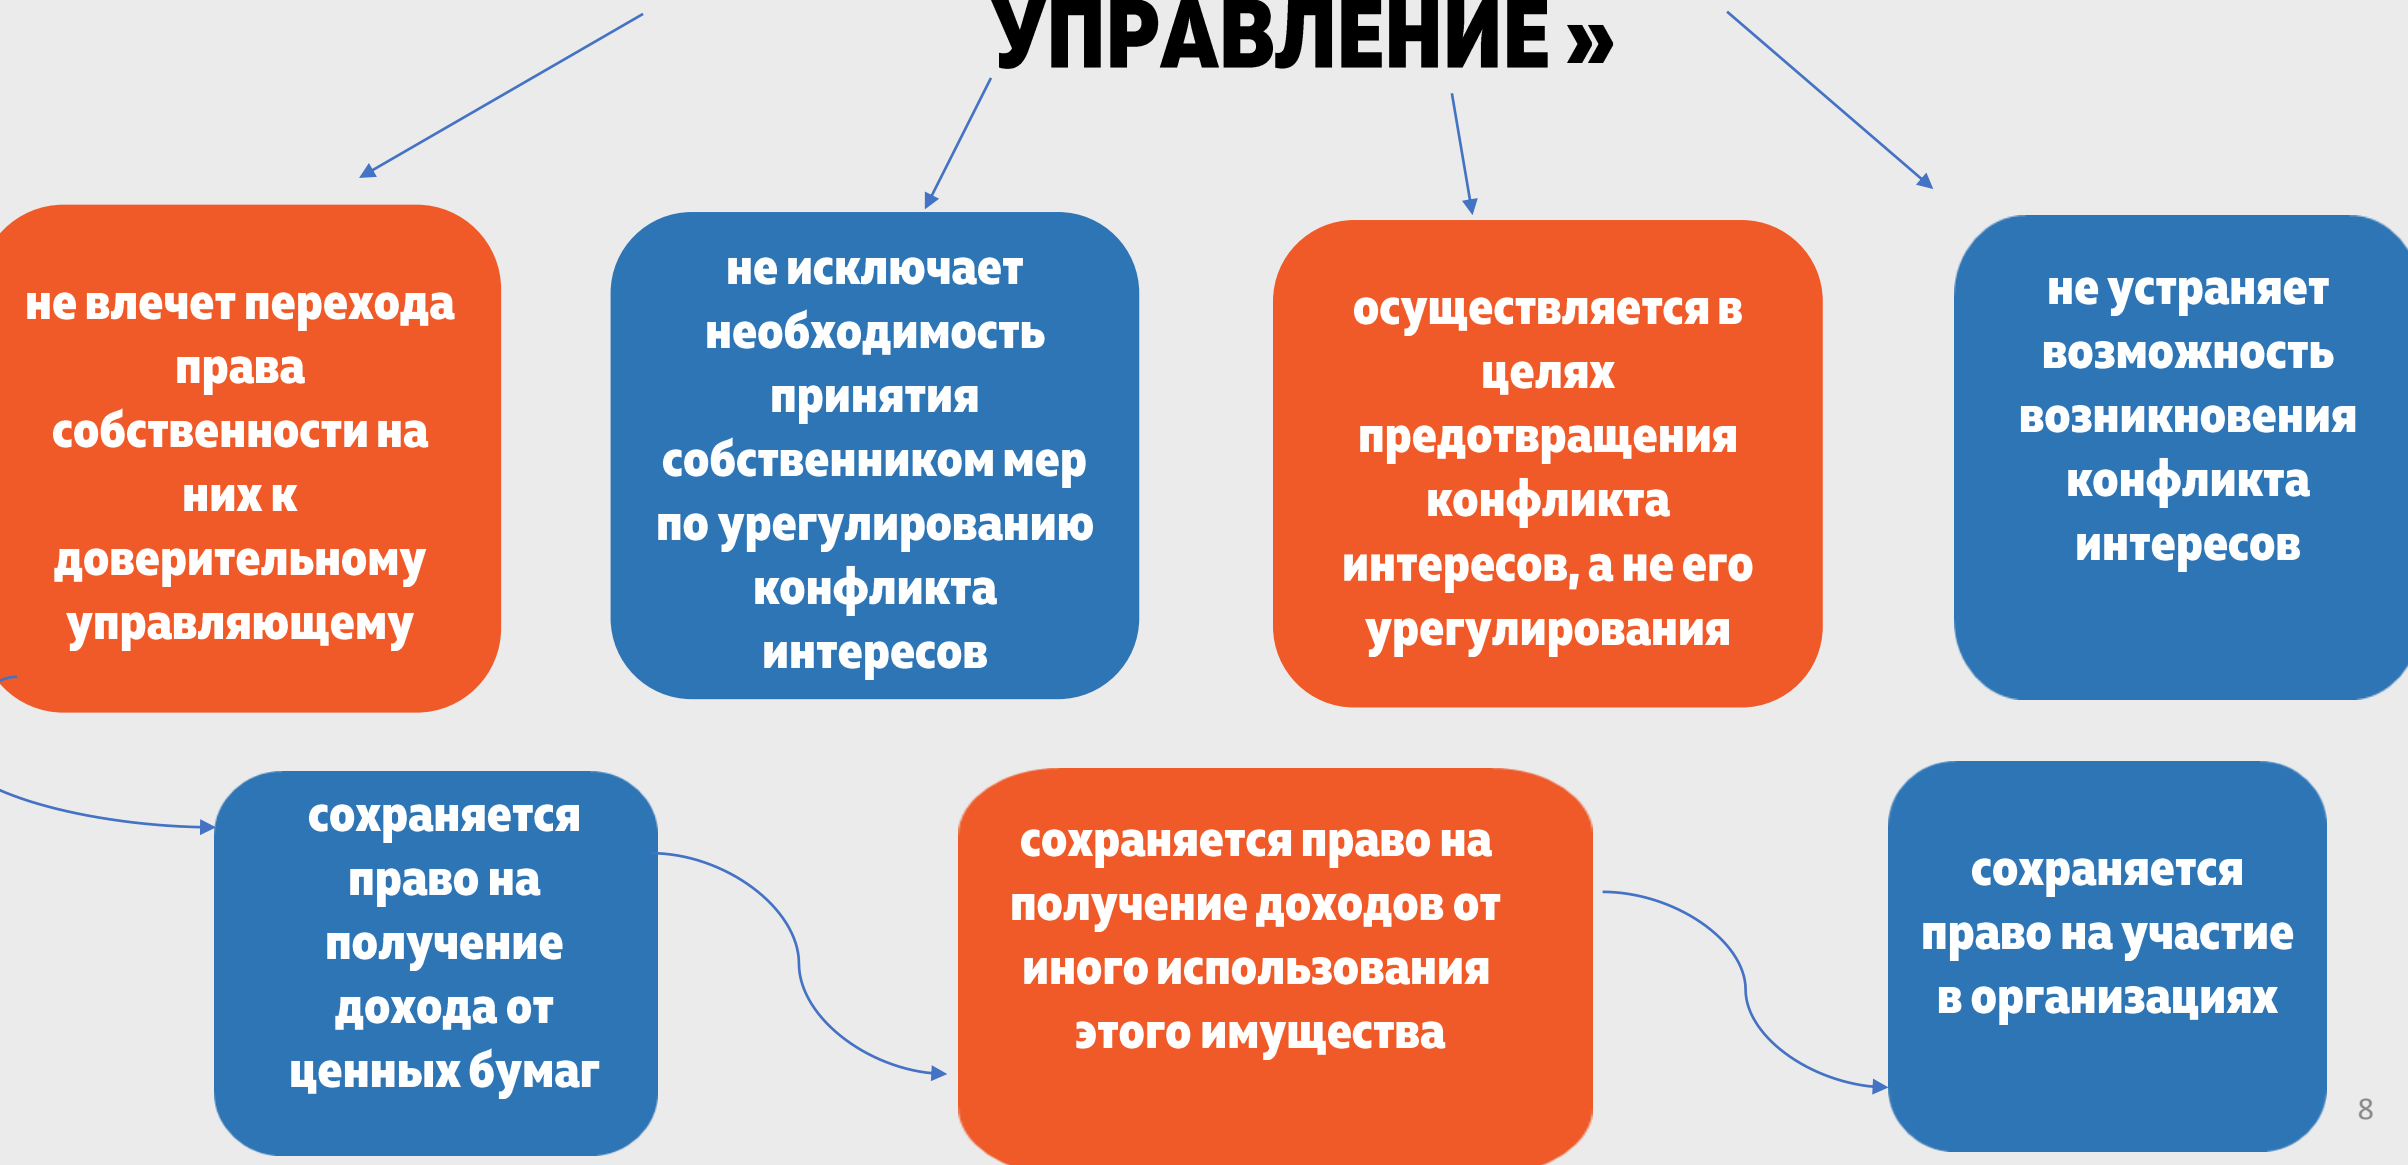 УПРАВЛЕНИЕ »
не влечет перехода
права
собственности на
них к
доверительному
управляющему
не исключает
необходимость
принятия
собственником мер
по урегулированию
конфликта
интересов
осуществляется в
целях
предотвращения
конфликта
интересов, а не его
урегулирования
не устраняет
возможность
возникновения
конфликта
интересов
сохраняется
право на
получение
дохода от
ценных бумаг
сохраняется право на
получение доходов от
иного использования
этого имущества
сохраняется
право на участие
в организациях
8